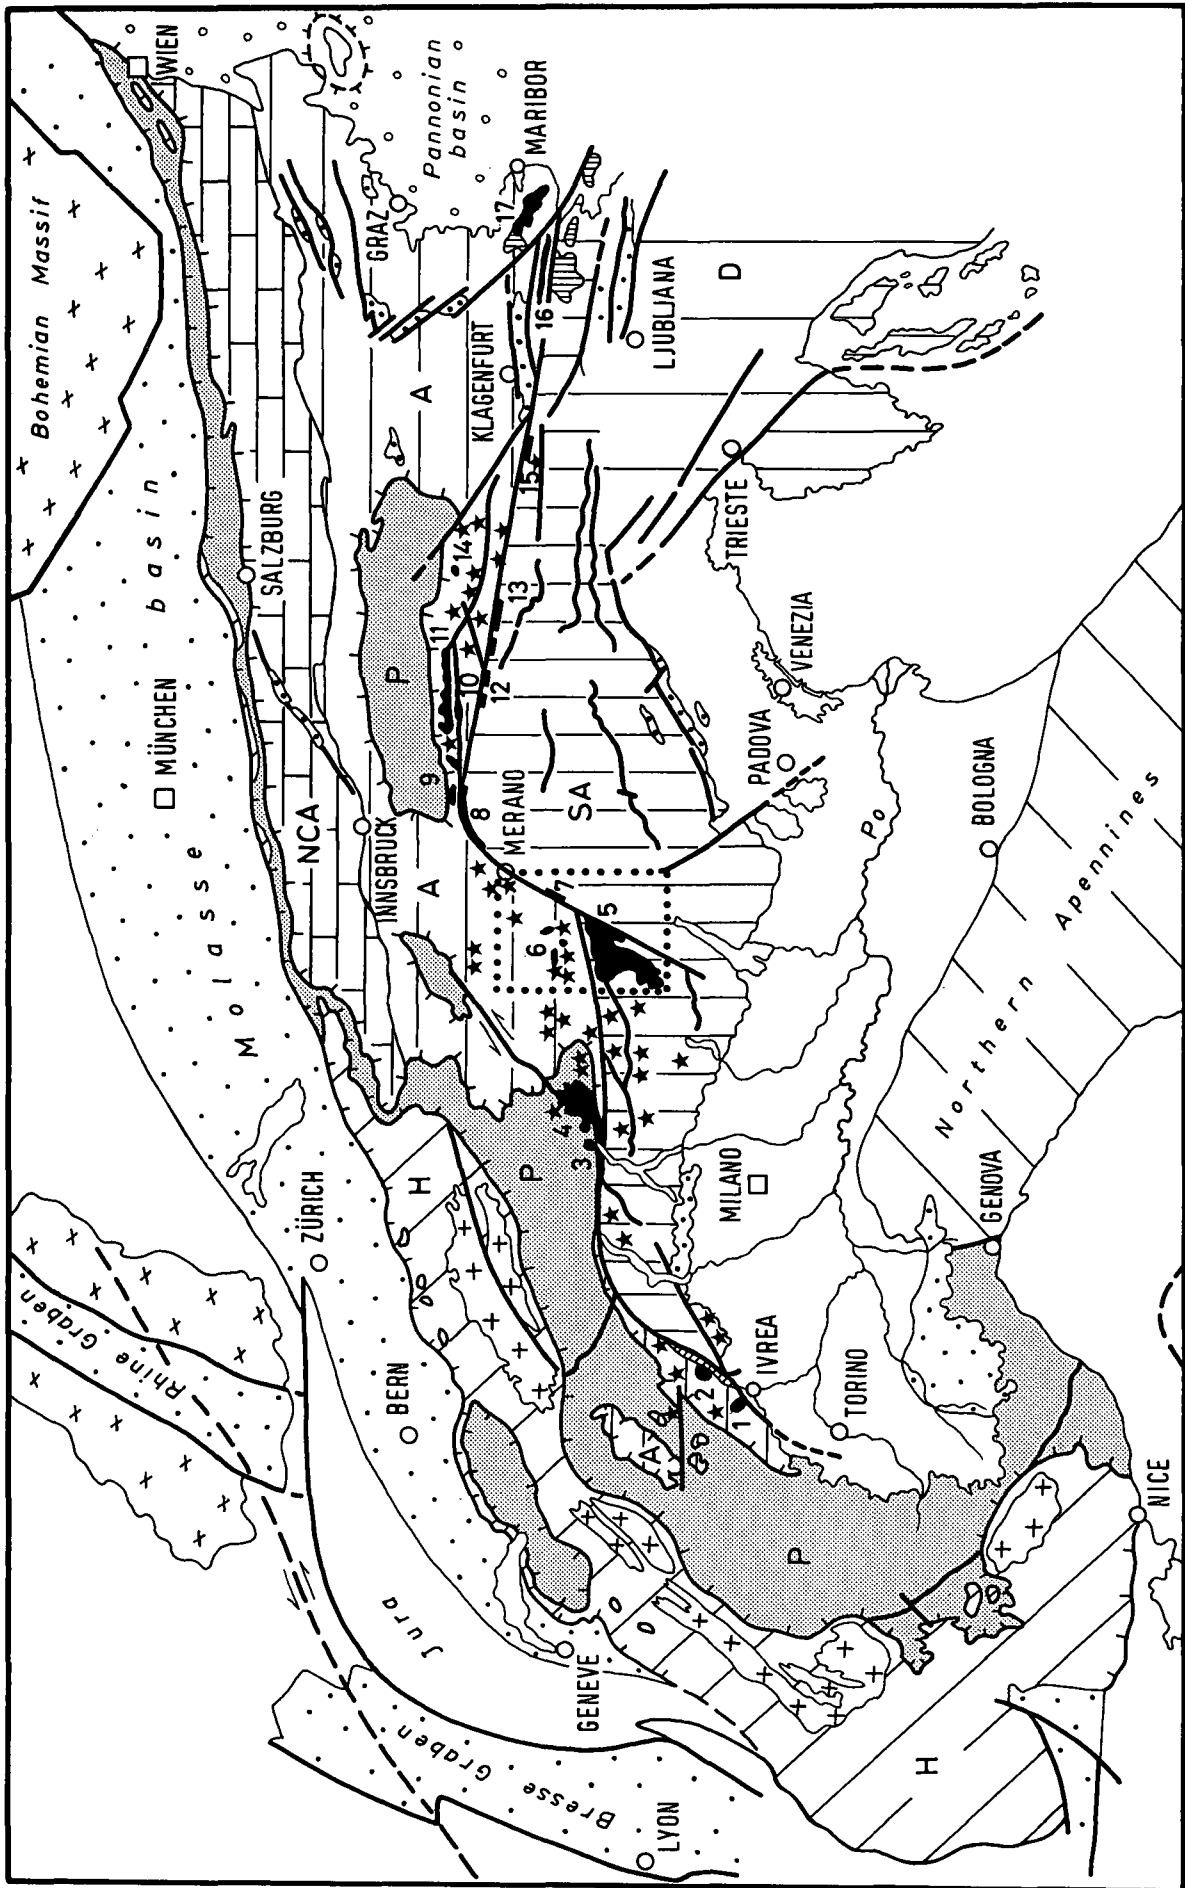 Bohemian Massif
WIEN
Molasse basin
MÜNCHEN
SALZBURG
Pannonian
basin
NCA
INNSBRUCK
GRAZ
MARIBOR
A
A
P
KLAGENFURT
Rhine Graben
ZÜRICH
BERN
H
P
Jura
Bresse Graben
GENEVE
LYON
MERANO
SA
LJUBLJANA
D
TRIESTE
VENEZIA
PADOVA
MILANO
IVREA
TORINO
A
P
H
Po
BOLOGNA
GENOVA
Northern Apennines
NICE
1
2
3
4
5
6
7
8
9
10
11
12
13
14
15
16
17